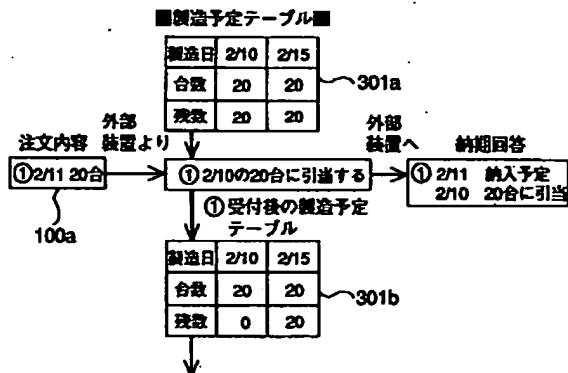 ■製造予定テーブル■
製造日 2/10 2/15
台数 20 20
残数 20 20
301a
注文内容
外部
装置より
外部
装置へ
納期回答
①2/11 20台
① 2/10の20台に引当する
① 2/11 納入予定
2/10 20台に引当
100a
① 受付後の製造予定
テーブル
製造日 2/10 2/15
台数 20 20
残数 0 20
301b